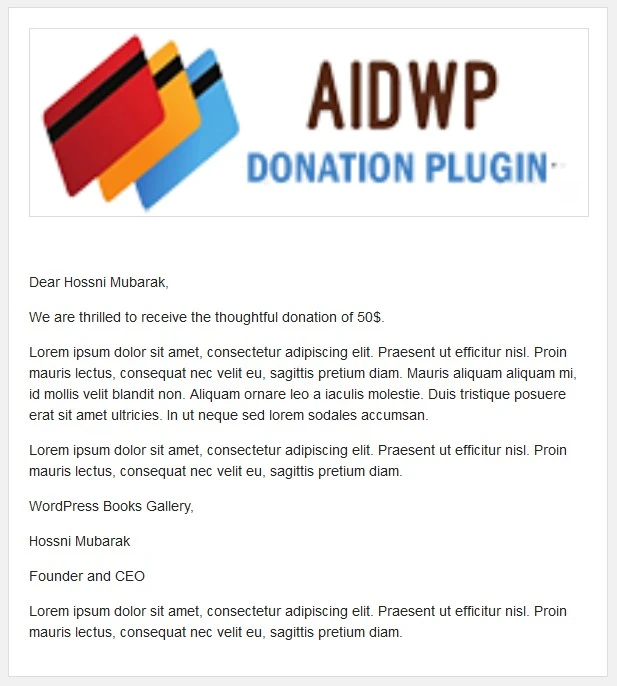 AIDWP
DONATION PLUGIN
Dear Hossni Mubarak,
We are thrilled to receive the thoughtful donation of 50$.
Lorem ipsum dolor sit amet, consectetur adipiscing elit. Praesent ut efficitur nisl. Proin
mauris lectus, consequat nec velit eu, sagittis pretium diam. Mauris aliquam aliquam mi,
id mollis velit blandit non. Aliquam ornare leo a iaculis molestie. Duis tristique posuere
erat sit amet ultricies. In ut neque sed lorem sodales accumsan.
Lorem ipsum dolor sit amet, consectetur adipiscing elit. Praesent ut efficitur nisl. Proin
mauris lectus, consequat nec velit eu, sagittis pretium diam.
WordPress Books Gallery,
Hossni Mubarak
Founder and CEO
Lorem ipsum dolor sit amet, consectetur adipiscing elit. Praesent ut efficitur nisl. Proin
mauris lectus, consequat nec velit eu, sagittis pretium diam.